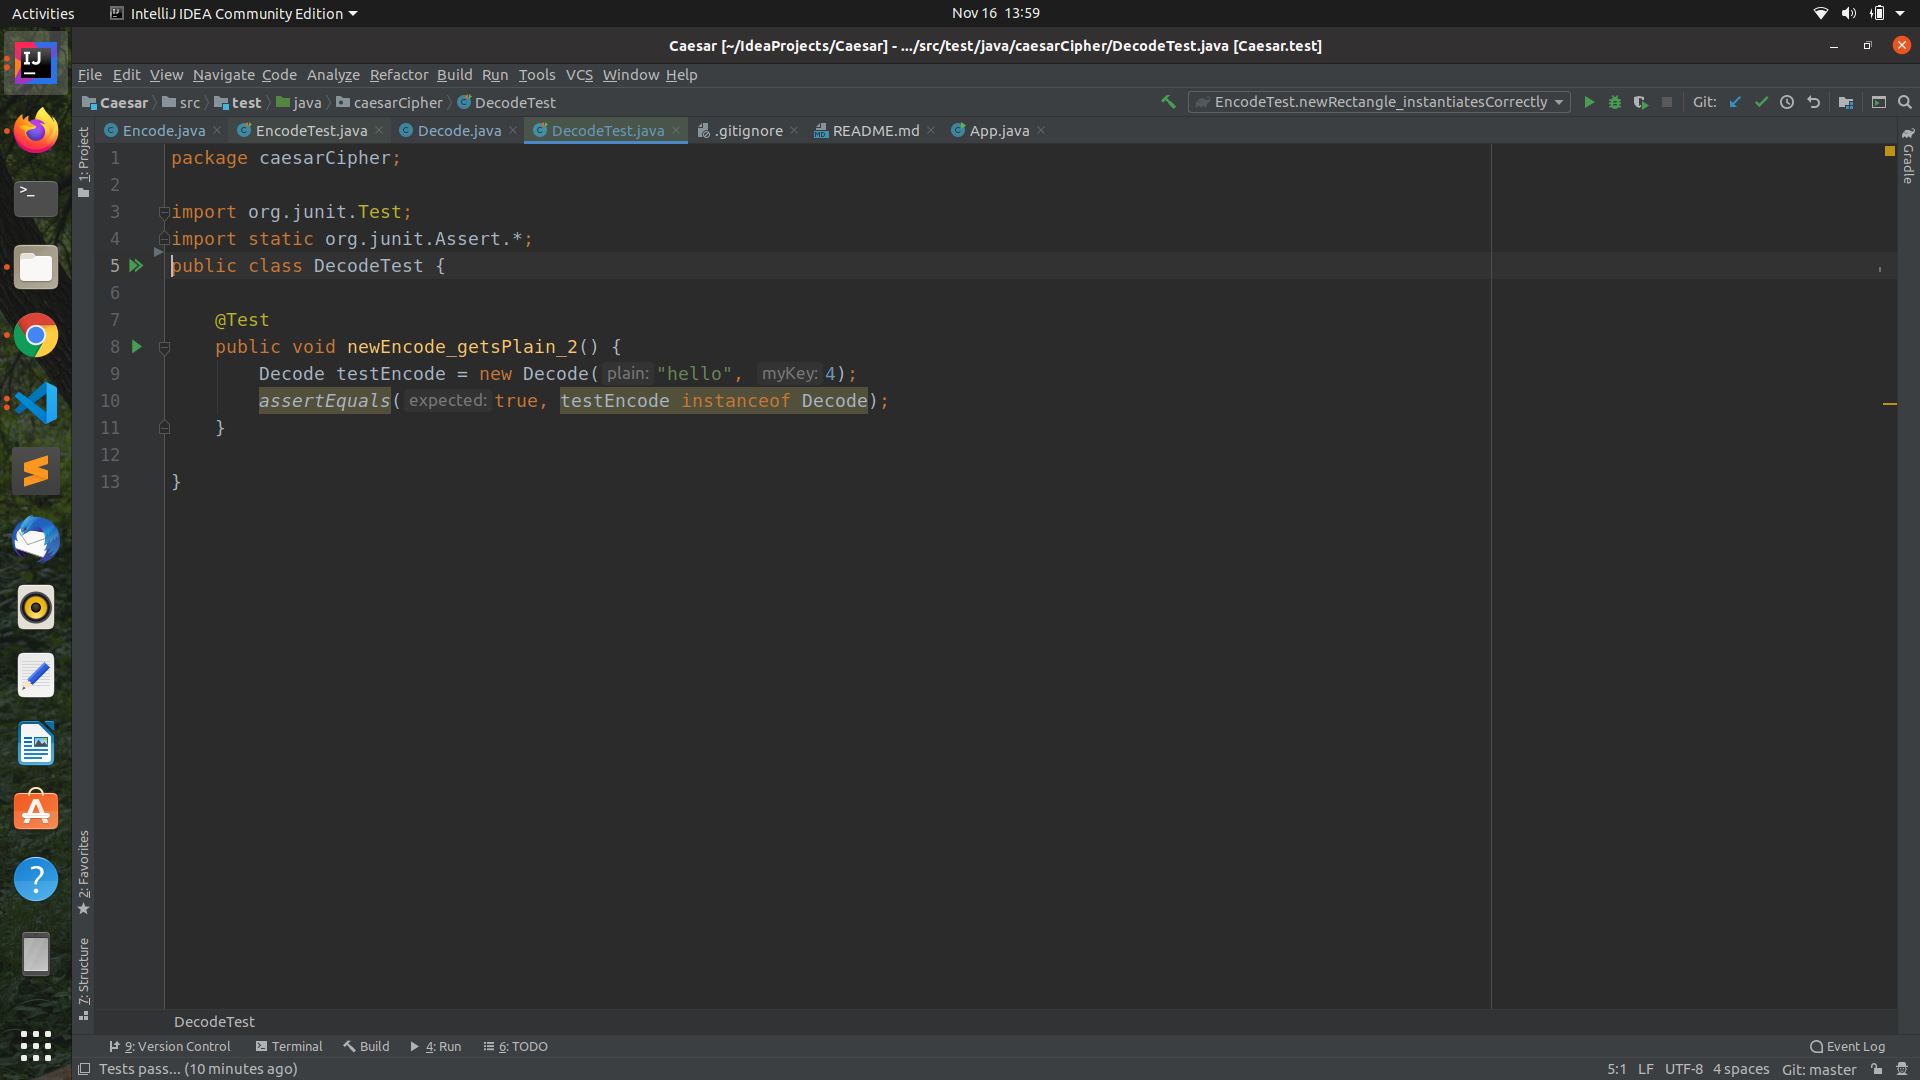 Activities IntelliJ IDEA Community Edition Nov 16 13:59
Caesar [~/IdeaProjects/Caesar] - .../src/test/java/caesarCipher/DecodeTest.java [Caesar.test]
File Edit View Navigate Code Analyze Refactor Build Run Tools VCS Window Help
Caesar src test java caesarCipher DecodeTest EncodeTest.newRectangle_instantiatesCorrectly Git:
Encode.java EncodeTest.java Decode.java DecodeTest.java .gitignore README.md App.java
1: Project
Gradle
1 package caesarCipher;
2
3 import org.junit.Test;
4 import static org.junit.Assert.*;
5 public class DecodeTest {
6
7 @Test
8 public void newEncode_getsPlain_2() {
9 Decode testEncode = new Decode( plain: "hello", myKey: 4);
10 assertEquals( expected: true, testEncode instanceof Decode);
11 }
12
13 }
2: Favorites
7: Structure
DecodeTest
9: Version Control Terminal Build 4: Run 6: TODO Event Log
Tests pass... (10 minutes ago) 5:1 LF UTF-8 4 spaces Git: master